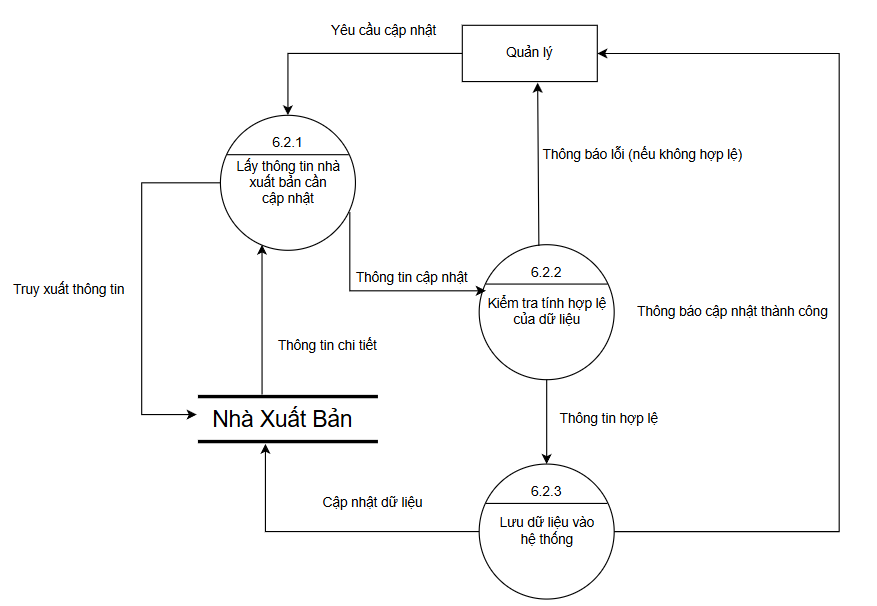 Yêu cầu cập nhật
Quản lý
6.2.1
Lấy thông tin nhà
xuất bản cần
cập nhật
Thông báo lỗi (nếu không hợp lệ)
Thông tin cập nhật
6.2.2
Kiểm tra tính hợp lệ
của dữ liệu
Truy xuất thông tin
Thông báo cập nhật thành công
Thông tin chi tiết
Nhà Xuất Bản
Thông tin hợp lệ
Cập nhật dữ liệu
6.2.3
Lưu dữ liệu vào
hệ thống